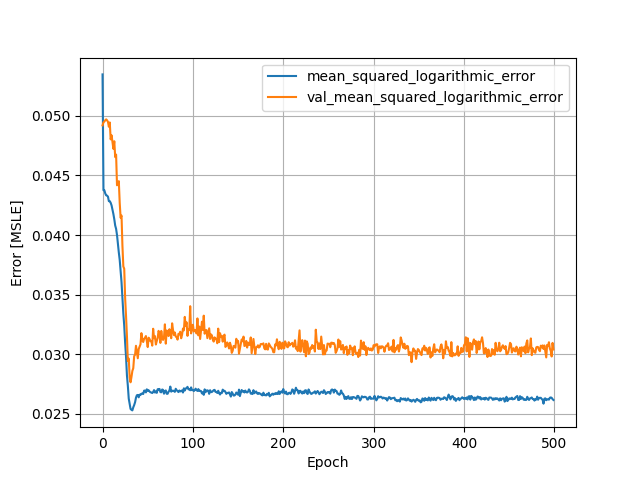 mean_squared_logarithmic_error
val_mean_squared_logarithmic_error
0.050
0.045
0.040
0.035
0.030
0.025
Error [MSLE]
0 100 200 300 400 500
Epoch